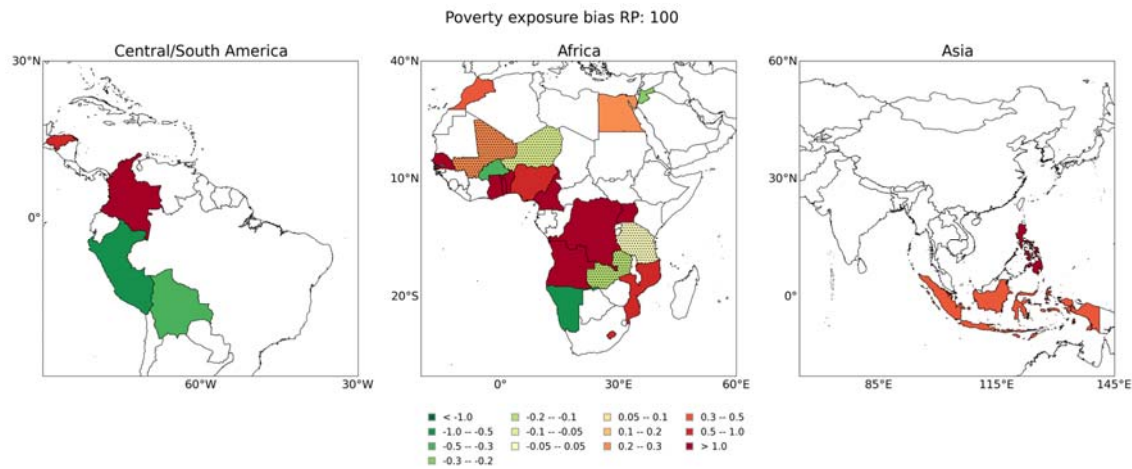 Poverty exposure bias RP: 100
Central/South America
Africa
Asia
30°N
0°
60°W
30°W
40°N
10°N
20°S
0°
30°E
60°E
60°N
30°N
0°
85°E
115°E
145°E
< -1.0
-1.0 -- -0.5
-0.5 -- -0.3
-0.3 -- -0.2
-0.2 -- -0.1
-0.1 -- -0.05
-0.05 -- 0.05
0.05 -- 0.1
0.1 -- 0.2
0.2 -- 0.3
0.3 -- 0.5
0.5 -- 1.0
> 1.0